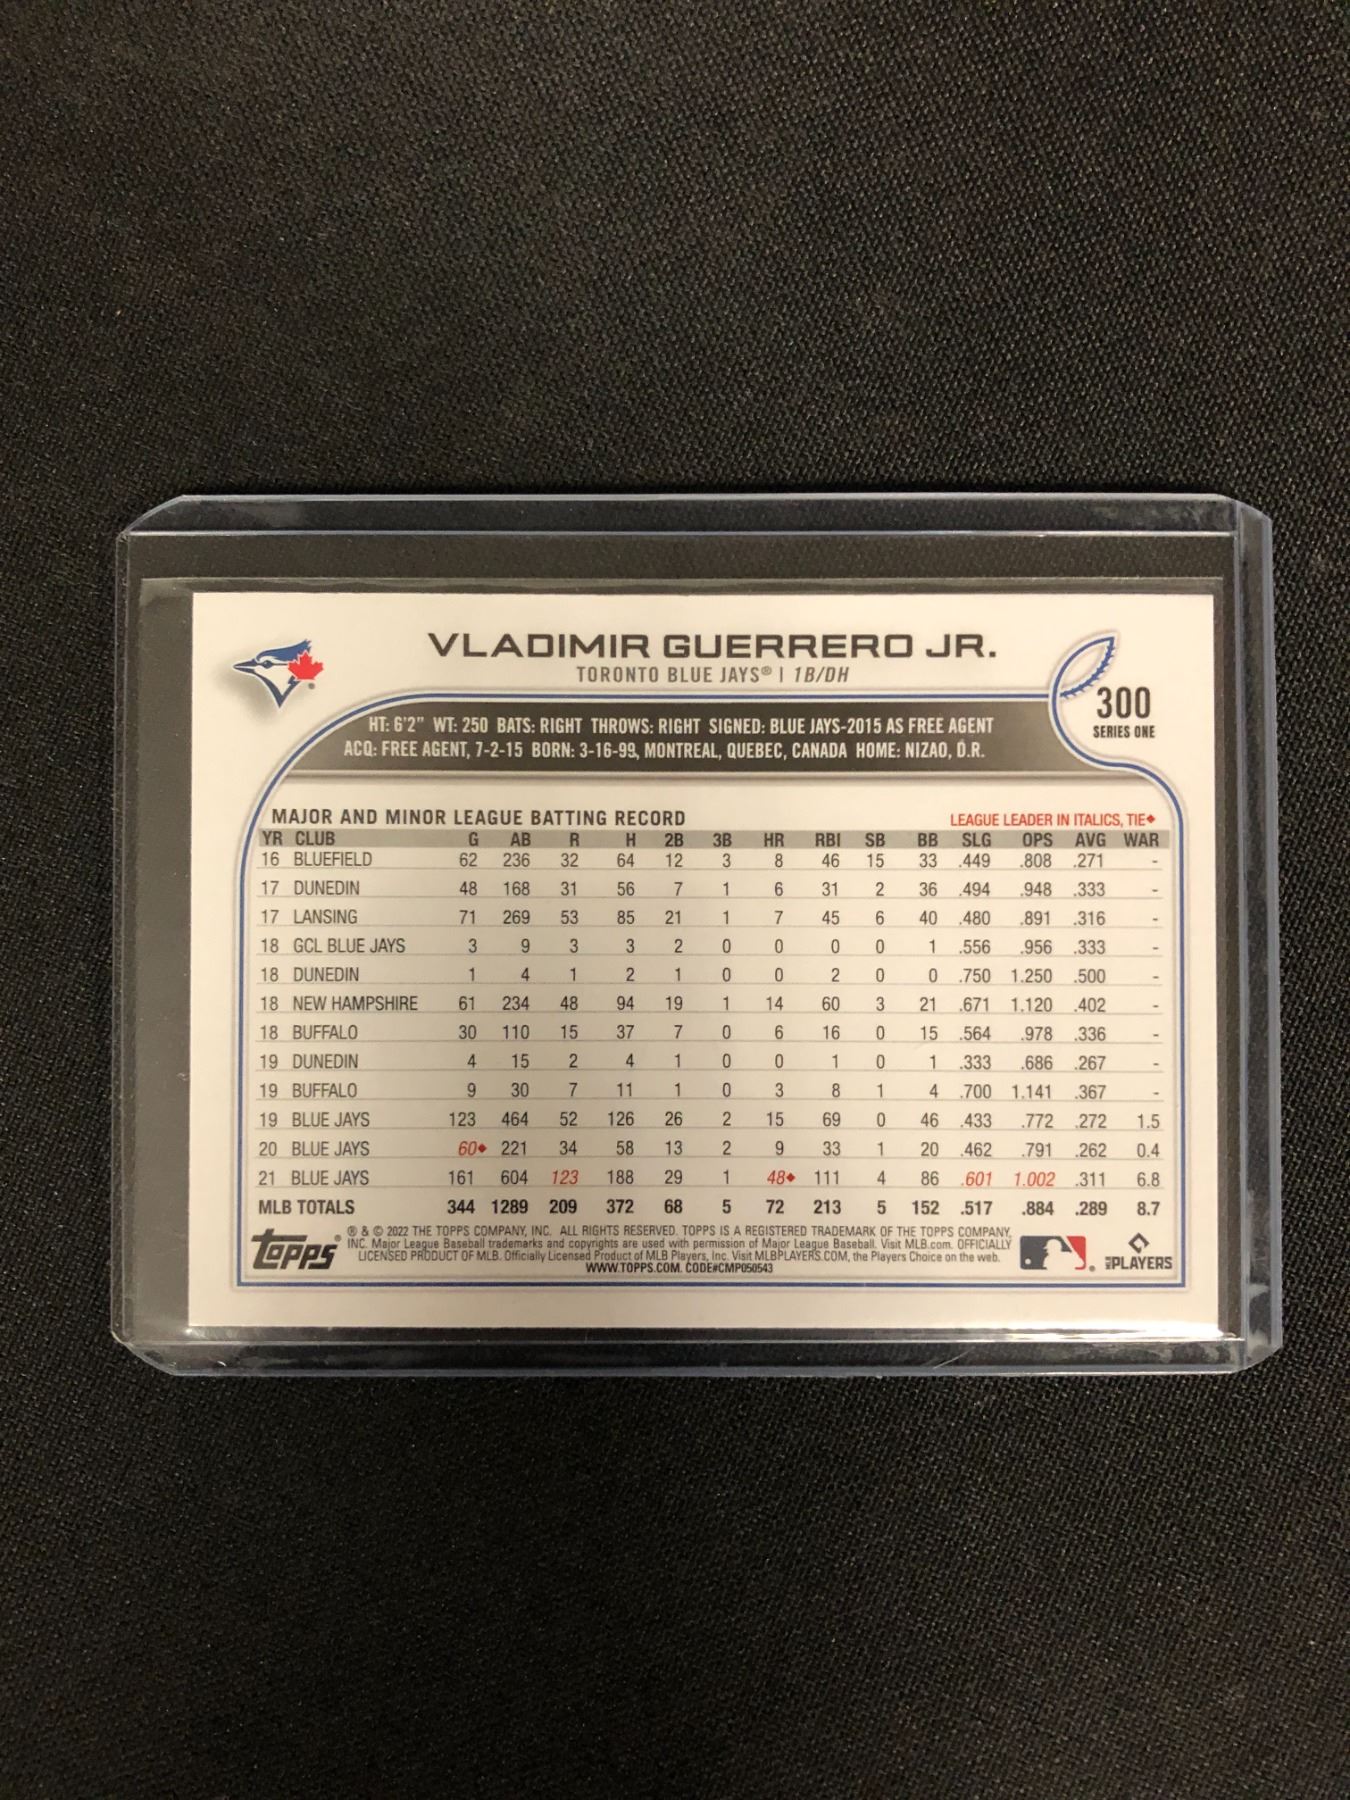 VLADIMIR GUERRERO JR.
TORONTO BLUE JAYS® | 1B/DH
300
SERIES ONE
HT: 6'2" WT: 250 BATS: RIGHT THROWS: RIGHT SIGNED: BLUE JAYS-2015 AS FREE AGENT
ACQ: FREE AGENT, 7-2-15 BORN: 3-16-99, MONTREAL, QUEBEC, CANADA HOME: NIZAO, D.R.
MAJOR AND MINOR LEAGUE BATTING RECORD LEAGUE LEADER IN ITALICS, TIE♦
YR CLUB G AB R H 2B 3B HR RBI SB BB SLG OPS AVG WAR
16 BLUEFIELD 62 236 32 64 12 3 8 46 15 33 .449 .808 .271 -
17 DUNEDIN 48 168 31 56 7 1 6 31 2 36 .494 .948 .333 -
17 LANSING 71 269 53 85 21 1 7 45 6 40 .480 .891 .316 -
18 GCL BLUE JAYS 3 9 3 3 2 0 0 0 0 1 .556 .956 .333 -
18 DUNEDIN 1 4 1 2 1 0 0 2 0 0 .750 1.250 .500 -
18 NEW HAMPSHIRE 61 234 48 94 19 1 14 60 3 21 .671 1.120 .402 -
18 BUFFALO 30 110 15 37 7 0 6 16 0 15 .564 .978 .336 -
19 DUNEDIN 4 15 2 4 1 0 0 1 0 1 .333 .686 .267 -
19 BUFFALO 9 30 7 11 1 0 3 8 1 4 .700 1.141 .367 -
19 BLUE JAYS 123 464 52 126 26 2 15 69 0 46 .433 .772 .272 1.5
20 BLUE JAYS 60♦ 221 34 58 13 2 9 33 1 20 .462 .791 .262 0.4
21 BLUE JAYS 161 604 123 188 29 1 48♦ 111 4 86 .601 1.002 .311 6.8
MLB TOTALS 344 1289 209 372 68 5 72 213 5 152 .517 .884 .289 8.7
topps®
® & © 2022 THE TOPPS COMPANY, INC. ALL RIGHTS RESERVED. TOPPS IS A REGISTERED TRADEMARK OF THE TOPPS COMPANY,
INC. Major League Baseball trademarks and copyrights are used with permission of Major League Baseball. Visit MLB.com. OFFICIALLY
LICENSED PRODUCT OF MLB. Officially Licensed Product of MLB Players, Inc. Visit MLBPLAYERS.COM, the Players Choice on the web.
WWW.TOPPS.COM. CODE#CMP050543
MLB PLAYERS